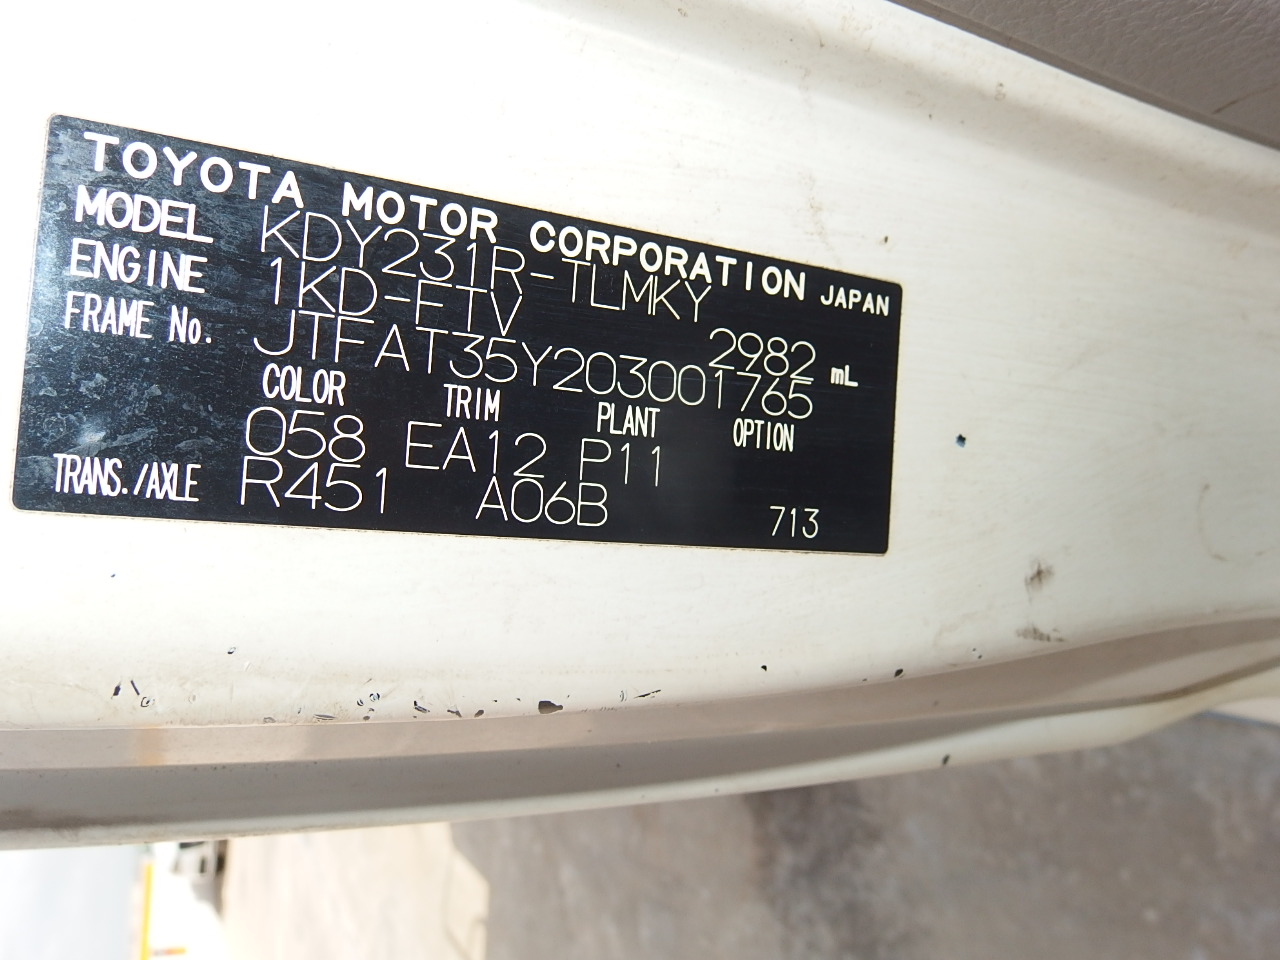 TOYOTA MOTOR CORPORATION JAPAN
MODEL KDY231R-TLMKY
ENGINE 1KD-FTV 2982 mL
FRAME No. JTFAT35Y203001765
COLOR TRIM PLANT OPTION
058 EA12 P11
TRANS./AXLE R451 A06B 713